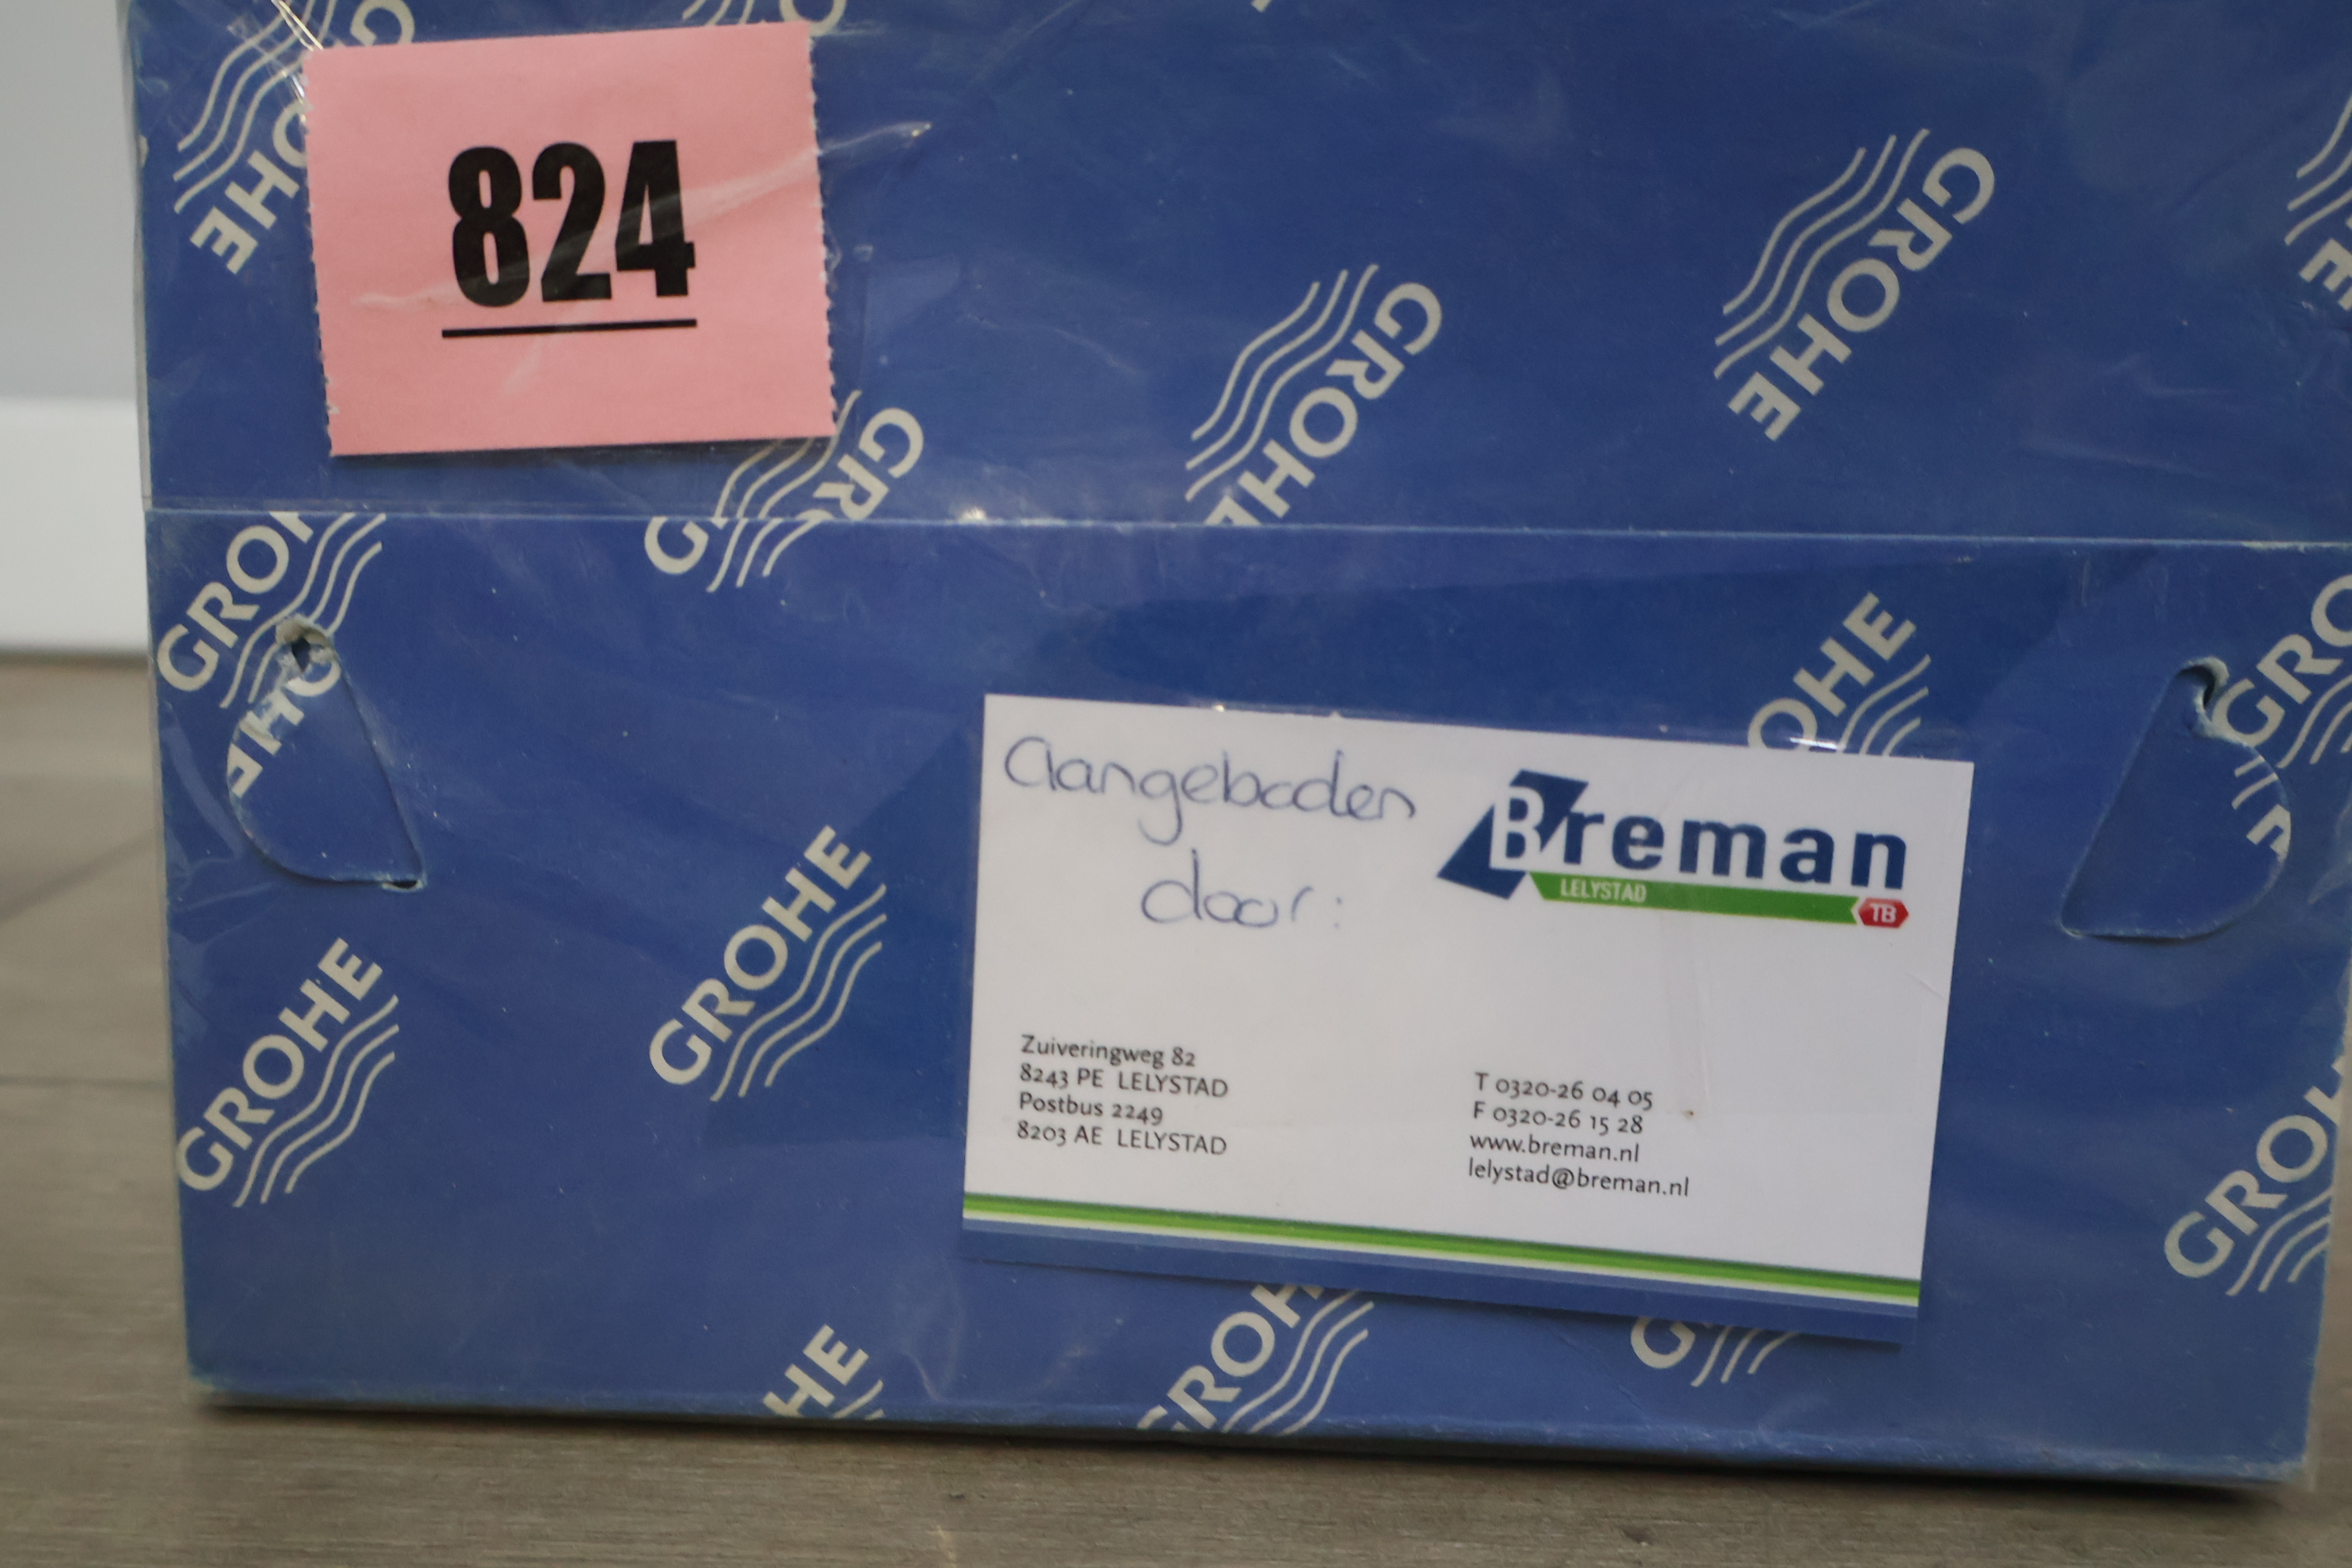 824
GROHE
GROHE
GROHE
GROHE
Aangeboden
door:
Breman
LELYSTAD
TB
Zuiveringweg 82
8243 PE LELYSTAD
Postbus 2249
8203 AE LELYSTAD
T 0320-26 04 05
F 0320-26 15 28
www.breman.nl
lelystad@breman.nl